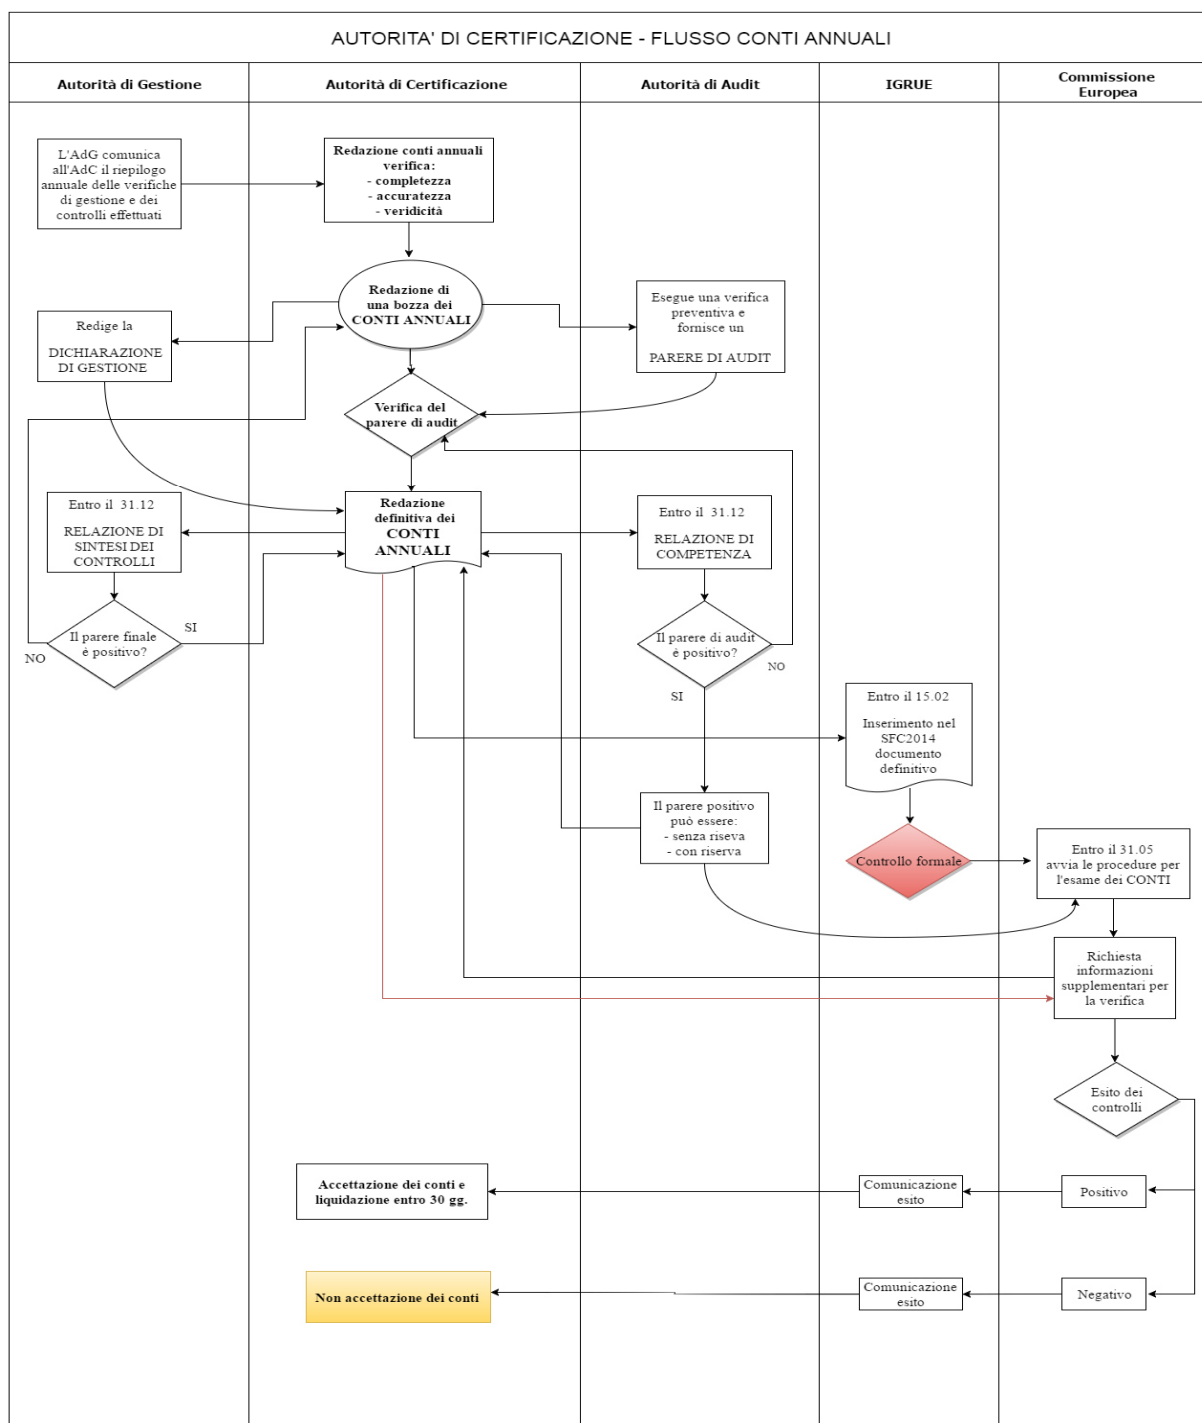 AUTORITA' DI CERTIFICAZIONE - FLUSSO CONTI ANNUALI
Autorità di Gestione
Autorità di Certificazione
Autorità di Audit
IGRUE
Commissione
Europea
L'AdG comunica
all'AdC il riepilogo
annuale delle verifiche
di gestione e dei
controlli effettuati
Redazione conti annuali
verifica:
- completezza
- accuratezza
- veridicità
Redazione di
una bozza dei
CONTI ANNUALI
Esegue una verifica
preventiva e
fornisce un
PARERE DI AUDIT
Redige la
DICHIARAZIONE
DI GESTIONE
Verifica del
parere di audit
Entro il 31.12
RELAZIONE DI
SINTESI DEI
CONTROLLI
Redazione
definitiva dei
CONTI
ANNUALI
Entro il 31.12
RELAZIONE DI
COMPETENZA
Il parere finale
è positivo?
SI
NO
Il parere di audit
è positivo?
NO
SI
Entro il 15.02
Inserimento nel
SFC2014
documento
definitivo
Il parere positivo
può essere:
- senza riseva
- con riserva
Controllo formale
Entro il 31.05
avvia le procedure per
l'esame dei CONTI
Richiesta
informazioni
supplementari per
la verifica
Esito dei
controlli
Accettazione dei conti e
liquidazione entro 30 gg.
Comunicazione
esito
Positivo
Non accettazione dei conti
Comunicazione
esito
Negativo